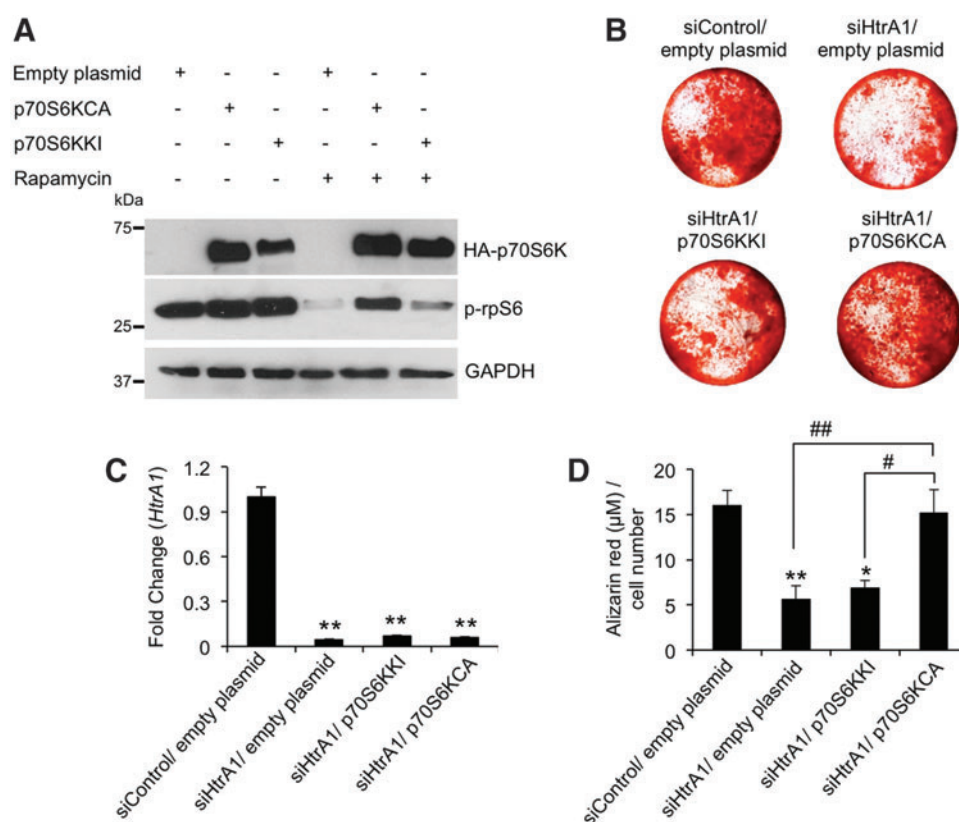 A
Empty plasmid + - - + - -
p70S6KCA - + - - + -
p70S6KKI - - + - - +
Rapamycin - - - + + +
kDa
75
HA-p70S6K
p-rpS6
25
GAPDH
37
B
siControl/
empty plasmid
siHtrA1/
empty plasmid
siHtrA1/
p70S6KKI
siHtrA1/
p70S6KCA
C
Fold Change (HtrA1)
1.2
0.9
0.6
0.3
0
**
**
**
siControl/ empty plasmid
siHtrA1/ empty plasmid
siHtrA1/ p70S6KKI
siHtrA1/ p70S6KCA
D
Alizarin red (µM) /
cell number
20
15
10
5
0
##
#
**
*
siControl/ empty plasmid
siHtrA1/ empty plasmid
siHtrA1/ p70S6KKI
siHtrA1/ p70S6KCA